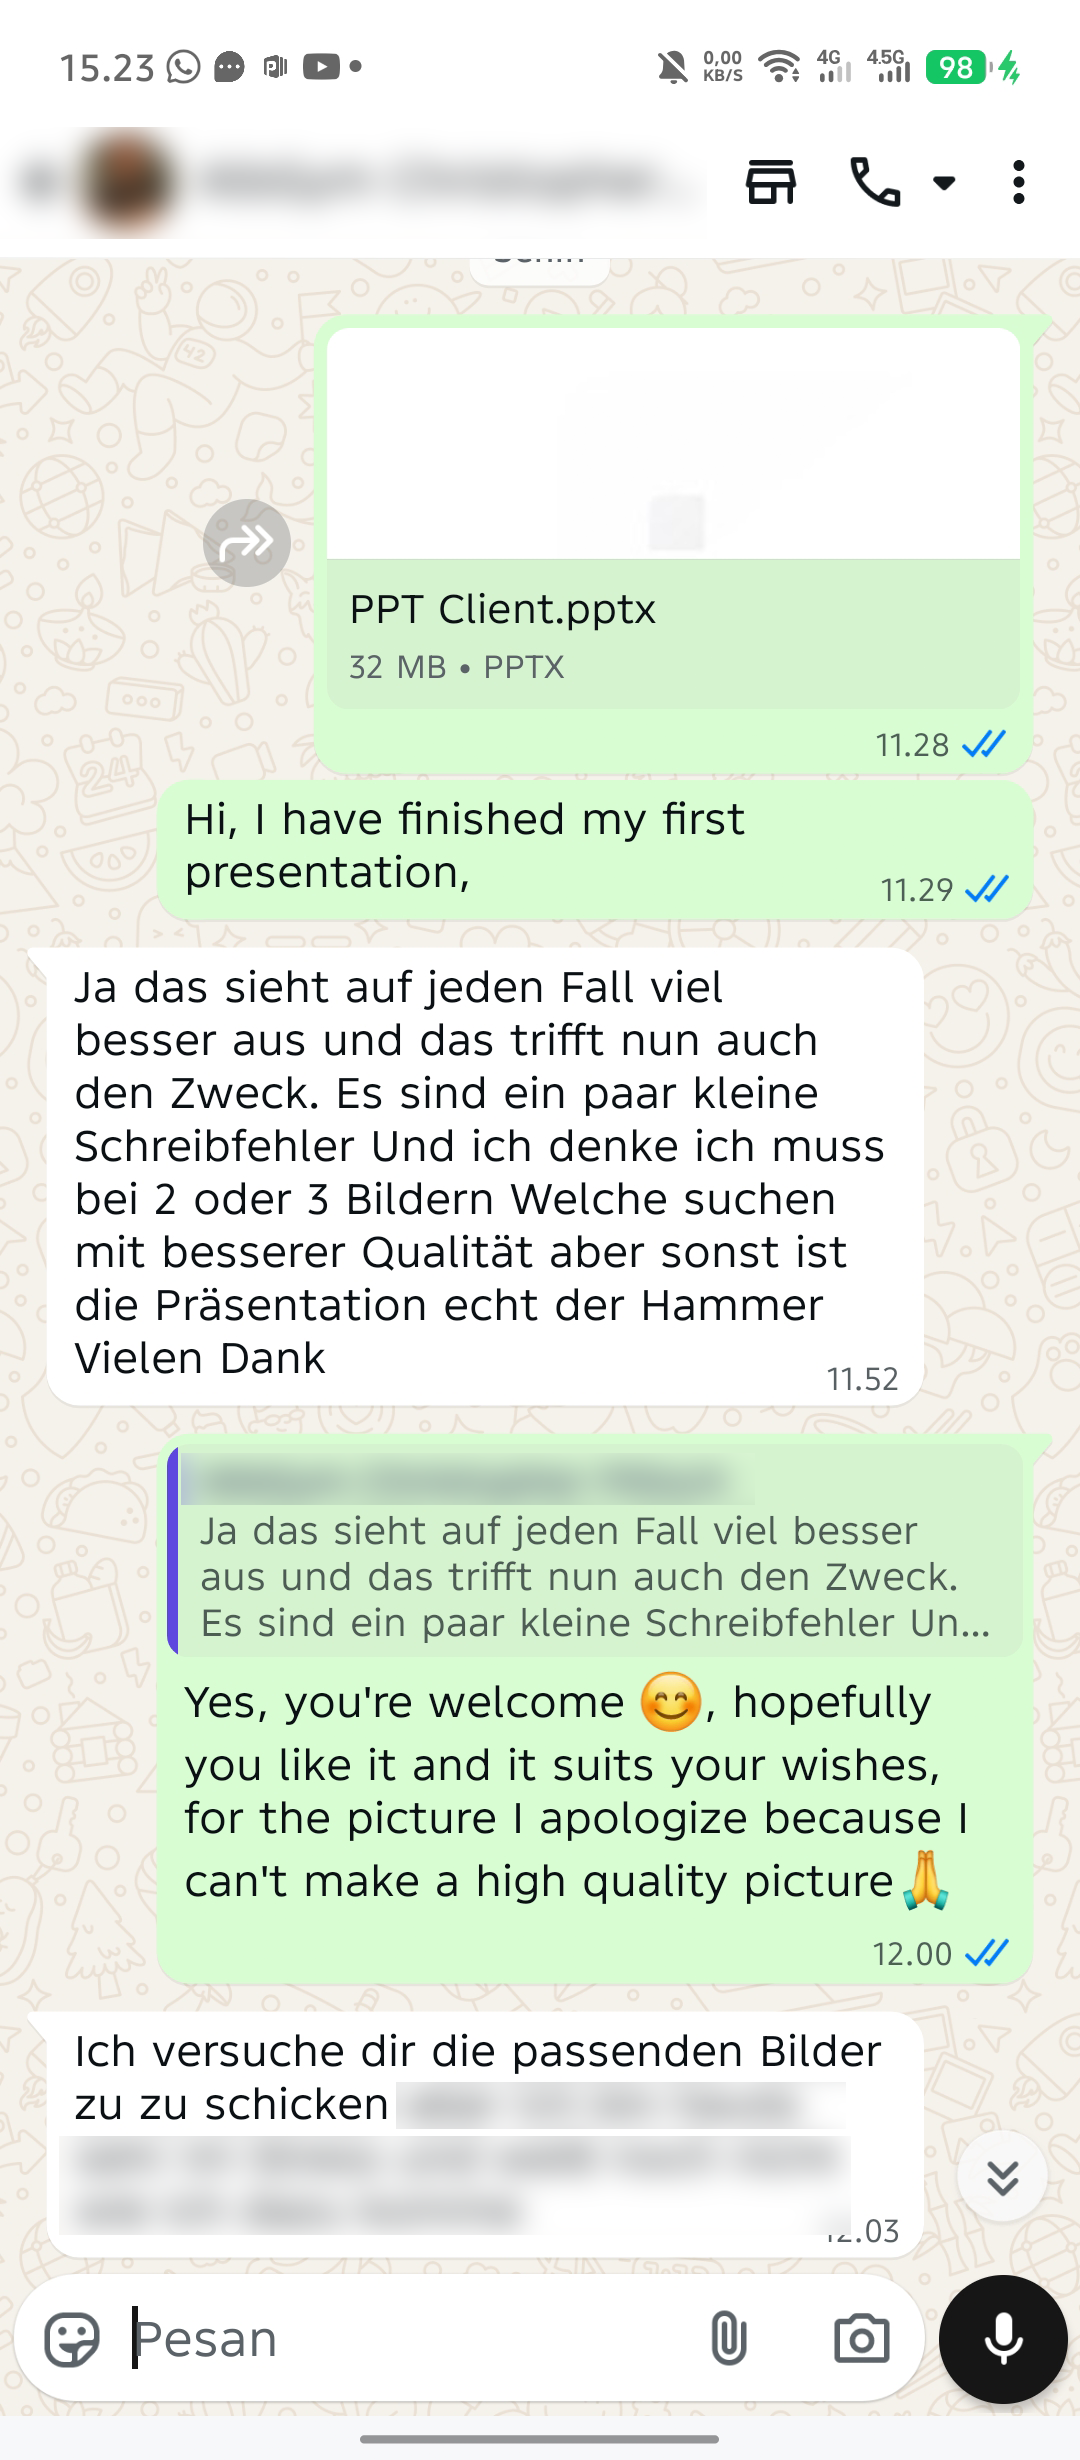 15.23
0,00
KB/S
4G
4.5G
98
PPT Client.pptx
32 MB • PPTX
11.28
Hi, I have finished my first
presentation,
11.29
Ja das sieht auf jeden Fall viel
besser aus und das trifft nun auch
den Zweck. Es sind ein paar kleine
Schreibfehler Und ich denke ich muss
bei 2 oder 3 Bildern Welche suchen
mit besserer Qualität aber sonst ist
die Präsentation echt der Hammer
Vielen Dank
11.52
Ja das sieht auf jeden Fall viel besser
aus und das trifft nun auch den Zweck.
Es sind ein paar kleine Schreibfehler Un...
Yes, you're welcome 😊, hopefully
you like it and it suits your wishes,
for the picture I apologize because I
can't make a high quality picture🙏
12.00
Ich versuche dir die passenden Bilder
zu zu schicken
12.03
Pesan